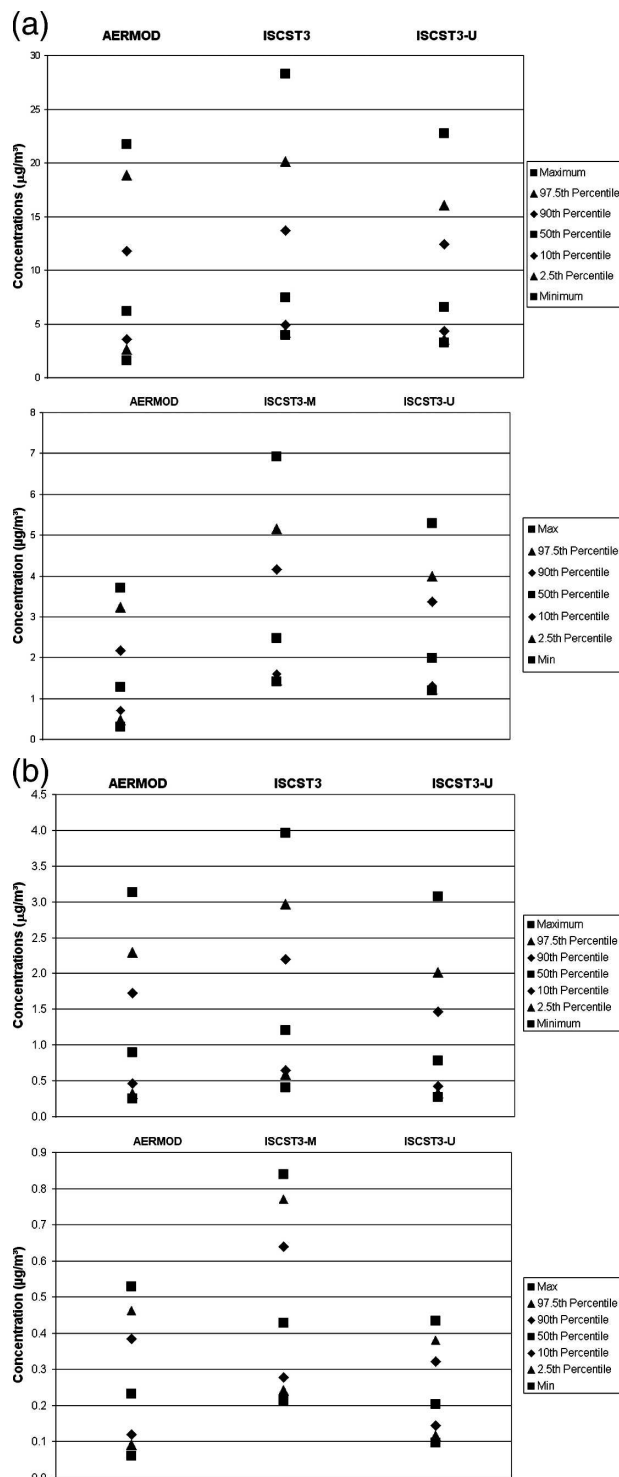 (a)
AERMOD ISCST3 ISCST3-U
30
25
20
15
10
5
0
Concentrations (µg/m³)
Maximum
97.5th Percentile
90th Percentile
50th Percentile
10th Percentile
2.5th Percentile
Minimum
AERMOD ISCST3-M ISCST3-U
8
7
6
5
4
3
2
1
0
Concentration (µg/m³)
Max
97.5th Percentile
90th Percentile
50th Percentile
10th Percentile
2.5th Percentile
Min
(b)
AERMOD ISCST3 ISCST3-U
4.5
4.0
3.5
3.0
2.5
2.0
1.5
1.0
0.5
0.0
Concentrations (µg/m³)
Maximum
97.5th Percentile
90th Percentile
50th Percentile
10th Percentile
2.5th Percentile
Minimum
AERMOD ISCST3-M ISCST3-U
0.9
0.8
0.7
0.6
0.5
0.4
0.3
0.2
0.1
0.0
Concentration (µg/m³)
Max
97.5th Percentile
90th Percentile
50th Percentile
10th Percentile
2.5th Percentile
Min